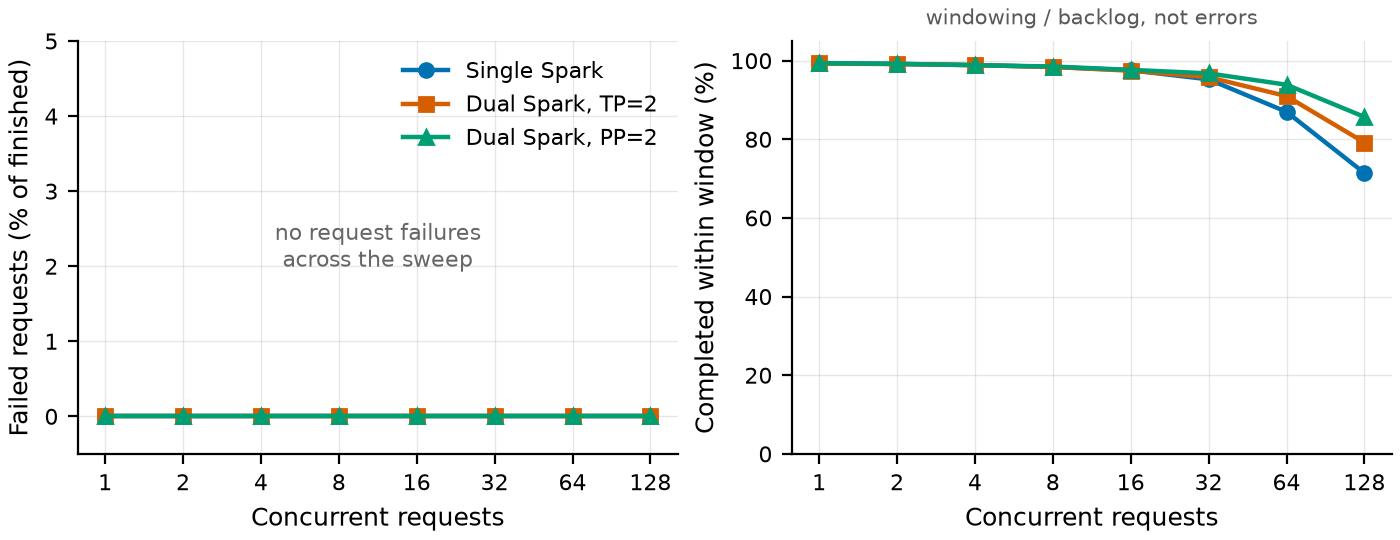 Failed requests (% of finished)
5
4
3
2
1
0
Single Spark
Dual Spark, TP=2
Dual Spark, PP=2
no request failures
across the sweep
1 2 4 8 16 32 64 128
Concurrent requests
windowing / backlog, not errors
Completed within window (%)
100
80
60
40
20
0
1 2 4 8 16 32 64 128
Concurrent requests